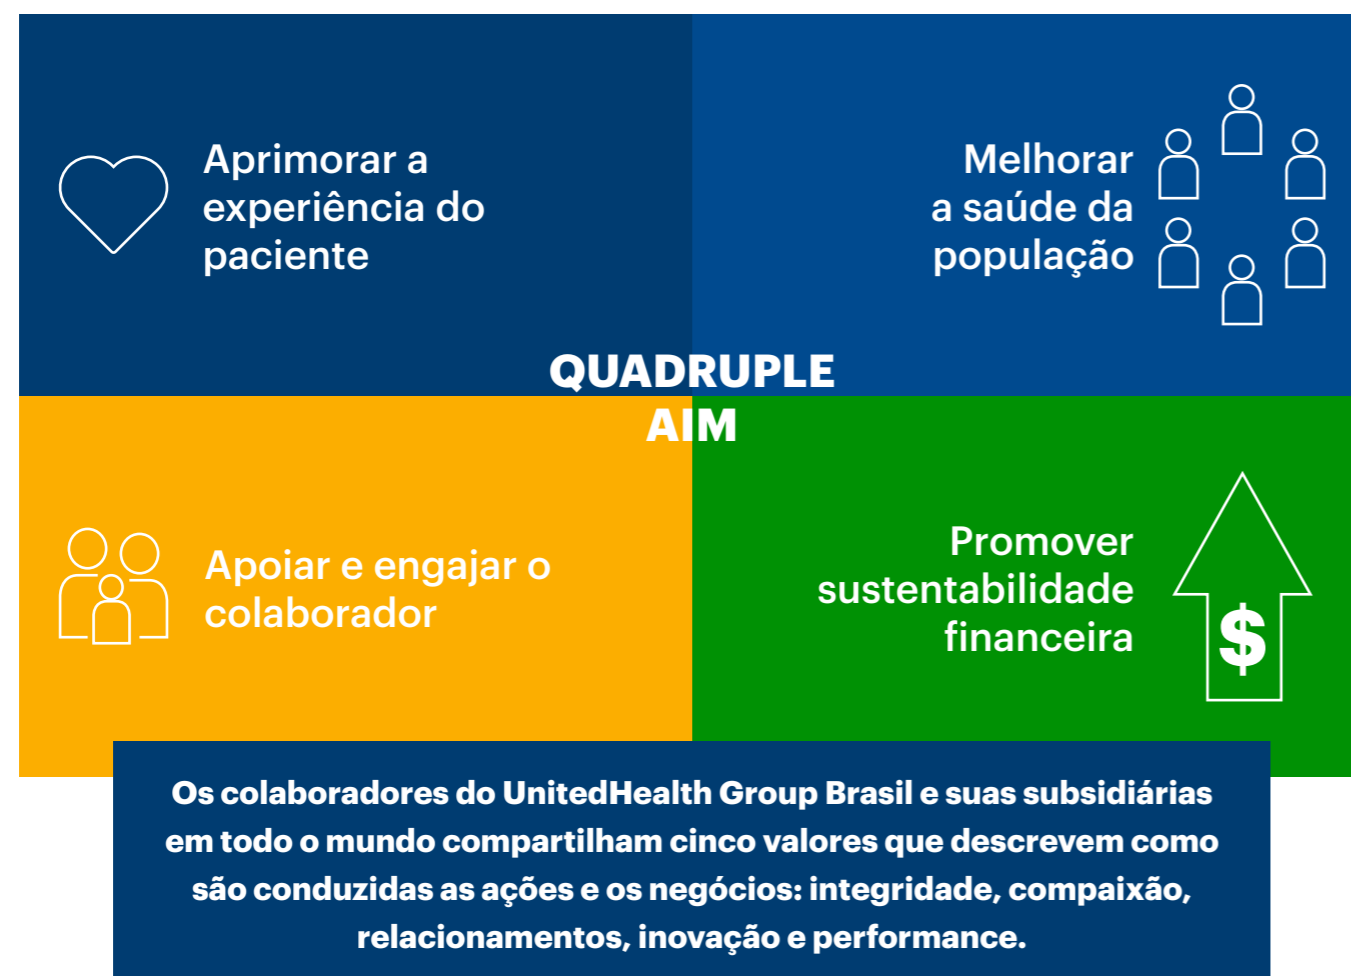 Aprimorar a
experiência do
paciente
Melhorar
a saúde da
população
QUADRUPLE
AIM
Apoiar e engajar o
colaborador
Promover
sustentabilidade
financeira
$
Os colaboradores do UnitedHealth Group Brasil e suas subsidiárias
em todo o mundo compartilham cinco valores que descrevem como
são conduzidas as ações e os negócios: integridade, compaixão,
relacionamentos, inovação e performance.